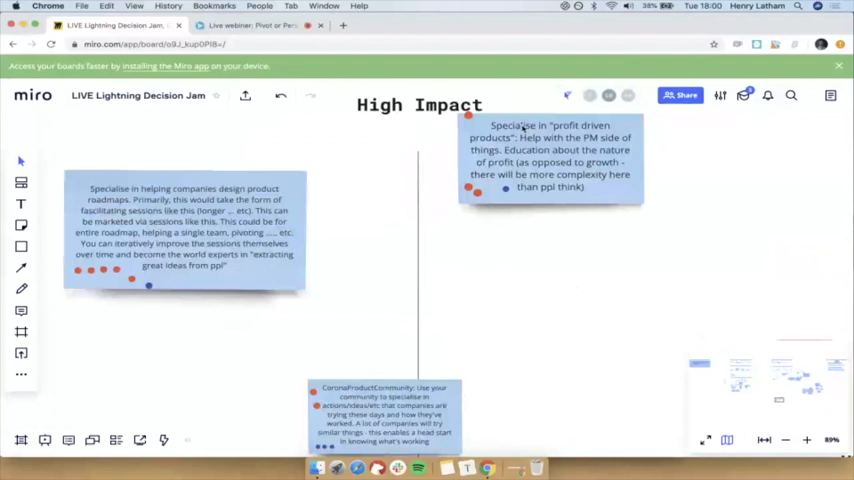 Chrome File Edit View History Bookmarks People Tab Window Help 38% Tue 18:00 Henry Latham
LIVE Lightning Decision Jam, Live webinar: Pivot or Pers
miro.com/app/board/o9J_kup0PI8=/
Access your boards faster by installing the Miro app on your device.
miro LIVE Lightning Decision Jam Share
High Impact
Specialise in "profit driven
products": Help with the PM side of
things. Education about the nature
of profit (as opposed to growth -
there will be more complexity here
than ppl think)
Specialise in helping companies design product
roadmaps. Primarily, this would take the form of
fascilitating sessions like this (longer ... etc). This can
be marketed via sessions like this. This could be for
entire roadmap, helping a single team, pivoting ..... etc.
You can iteratively improve the sessions themselves
over time and become the world experts in "extracting
great ideas from ppl"
CoronaProductCommunity: Use your
community to specialise in
actions/ideas/etc that companies are
trying these days and how they've
worked. A lot of companies will try
similar things - this enables a head start
in knowing what's working
89%